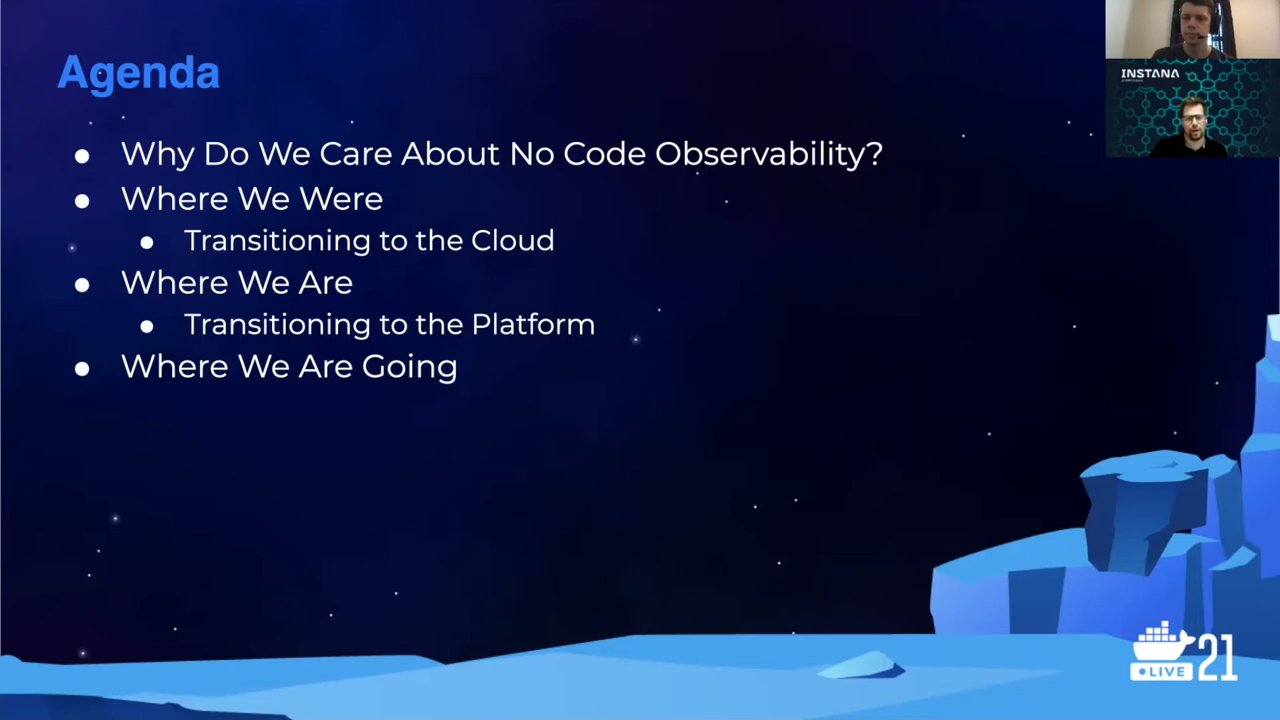 Agenda
INSTANA
● Why Do We Care About No Code Observability?
● Where We Were
● Transitioning to the Cloud
● Where We Are
● Transitioning to the Platform
● Where We Are Going
LIVE 21